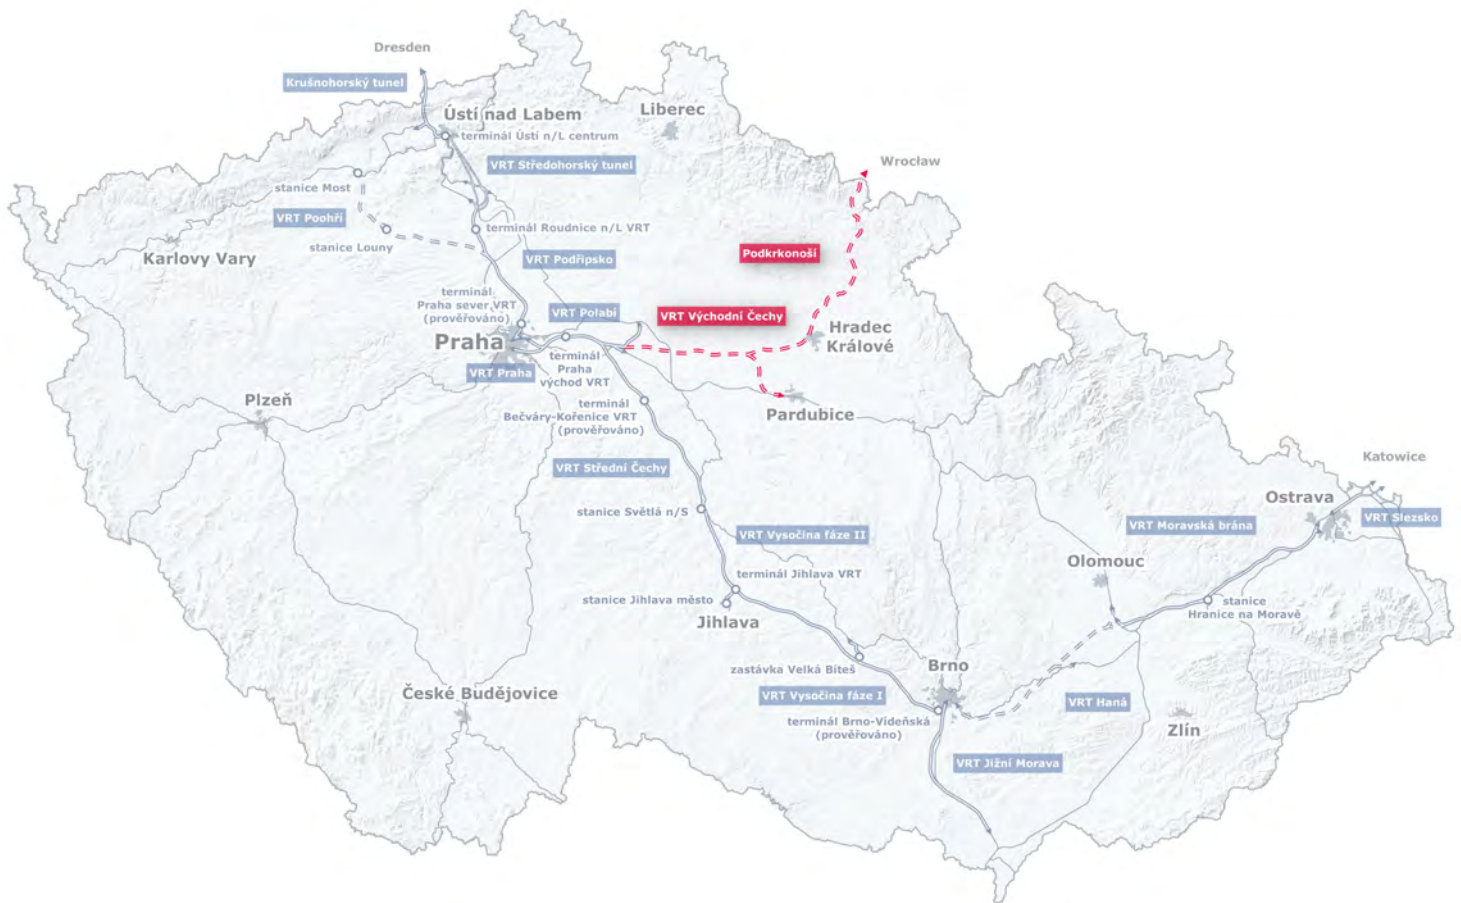 Dresden
Krušnohorský tunel
Ústí nad Labem
Liberec
terminál Ústí n/L centrum
VRT Středohorský tunel
Wrocław
stanice Most
VRT Poohří
terminál Roudnice n/L VRT
stanice Louny
Karlovy Vary
VRT Podřipsko
Podkrkonoší
terminál
Praha sever VRT
(prověřováno)
VRT Polabí
VRT Východní Čechy
Hradec
Králové
Praha
VRT Praha
terminál
Praha
východ VRT
Plzeň
terminál
Bečváry-Kořenice VRT
(prověřováno)
Pardubice
VRT Střední Čechy
Katowice
Ostrava
stanice Světlá n/S
VRT Slezsko
VRT Moravská brána
VRT Vysočina fáze II
Olomouc
terminál Jihlava VRT
stanice Jihlava město
stanice
Hranice na Moravě
Jihlava
zastávka Velká Bíteš
Brno
České Budějovice
VRT Vysočina fáze I
VRT Haná
terminál Brno-Vídeňská
(prověřováno)
Zlín
VRT Jižní Morava